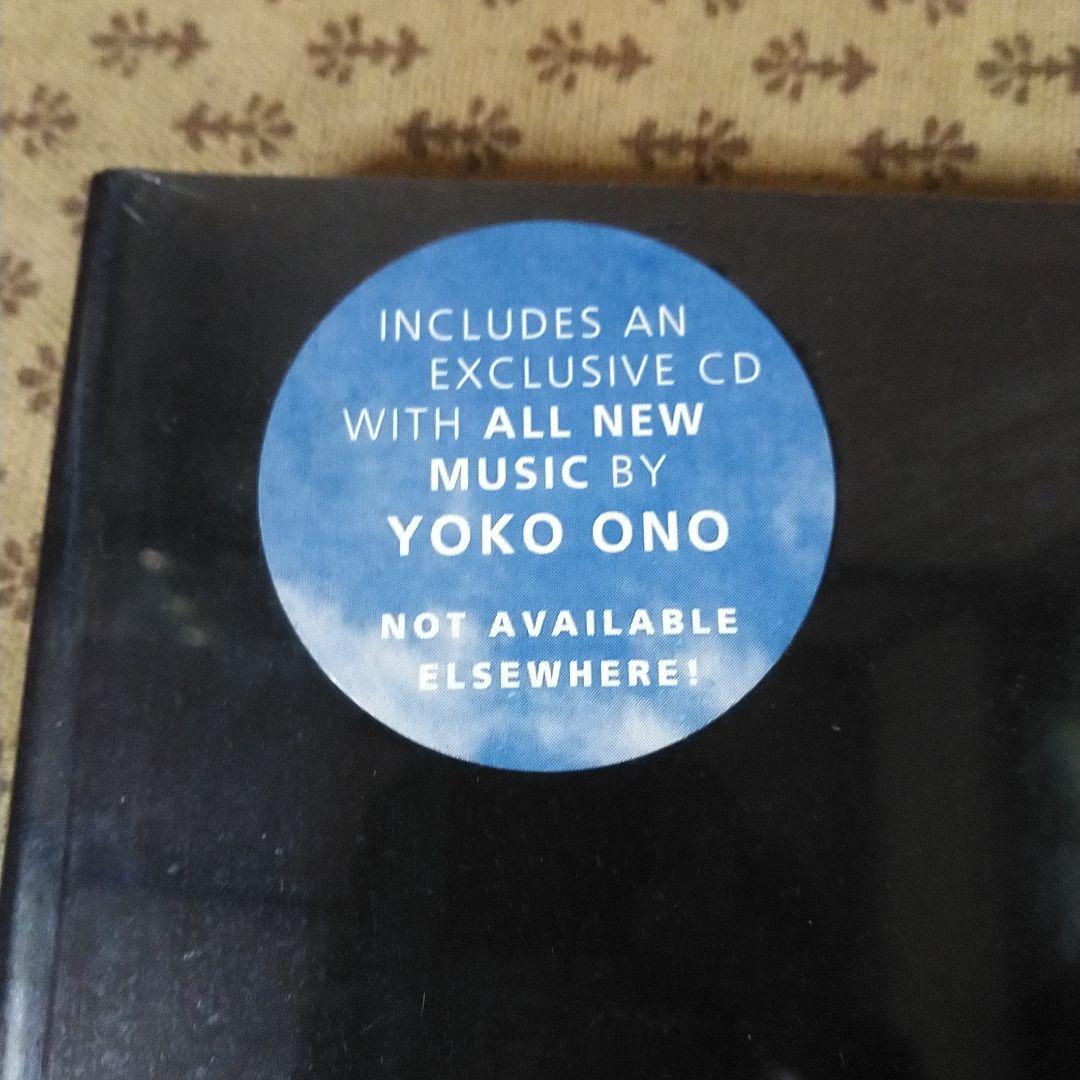 INCLUDES AN
EXCLUSIVE CD
WITH ALL NEW
MUSIC BY
YOKO ONO
NOT AVAILABLE
ELSEWHERE!